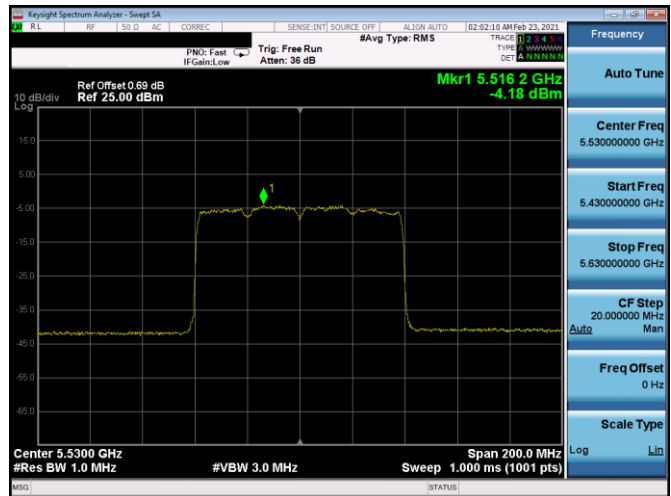 Keysight Spectrum Analyzer - Swept SA
RL RF 50 Ω AC CORREC SENSE:INT SOURCE OFF ALIGN AUTO 02:02:10 AM Feb 23, 2021
#Avg Type: RMS
TRACE 1 2 3 4 5 6
PNO: Fast Trig: Free Run
TYPE A WWWWW
IFGain:Low Atten: 36 dB
DET A N N N N N
Frequency
Auto Tune
Mkr1 5.516 2 GHz
-4.18 dBm
Ref Offset 0.69 dB
10 dB/div Ref 25.00 dBm
Log
15.0
5.00
-5.00
-15.0
-25.0
-35.0
-45.0
-55.0
-65.0
1
Center Freq
5.530000000 GHz
Start Freq
5.430000000 GHz
Stop Freq
5.630000000 GHz
CF Step
20.000000 MHz
Auto Man
Freq Offset
0 Hz
Scale Type
Log Lin
Center 5.5300 GHz Span 200.0 MHz
#Res BW 1.0 MHz #VBW 3.0 MHz Sweep 1.000 ms (1001 pts)
MSG STATUS